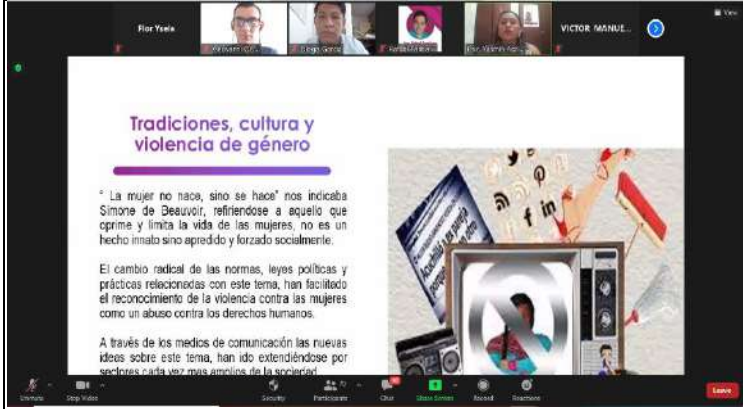 View
Flor Ysela
Diego García
VICTOR MANUE...
Tradiciones, cultura y
violencia de género
“ La mujer no nace, sino se hace” nos indicaba
Simone de Beauvoir, refiriendose a aquello que
oprime y limita la vida de las mujeres, no es un
hecho innato sino apredido y forzado socialmente.
El cambio radical de las normas, leyes políticas y
prácticas relacionadas con este tema, han facilitado
el reconocimiento de la violencia contra las mujeres
como un abuso contra los derechos humanos.
A través de los medios de comunicación las nuevas
ideas sobre este tema, han ido extendiéndose por
sectores cada vez mas amplios de la sociedad
f in
Unmute
Stop Video
Security
Participants
Chat
Share Screen
Record
Reactions
Leave